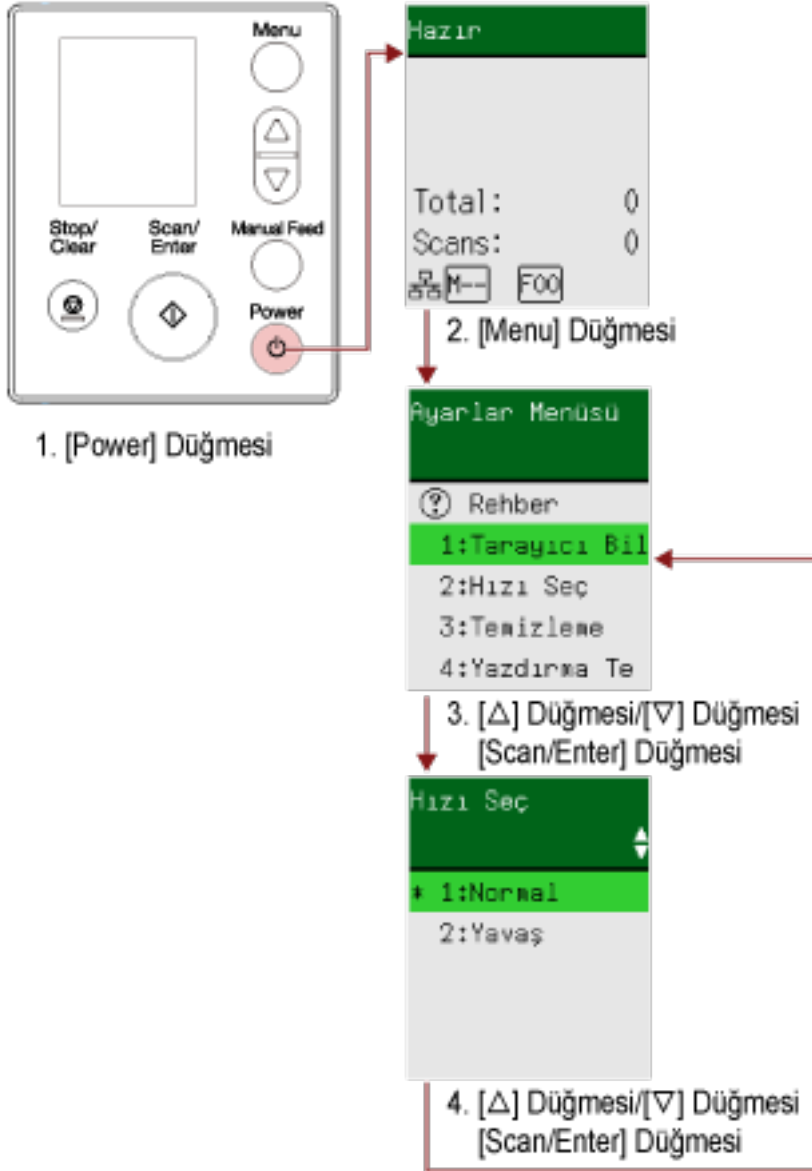 Menu
Stop/
Clear
Scan/
Enter
Manual Feed
Power
1. [Power] Düğmesi
Hazır
Total: 0
Scans: 0
M-- F00
2. [Menu] Düğmesi
Ayarlar Menüsü
? Rehber
1:Tarayıcı Bil
2:Hızı Seç
3:Temizleme
4:Yazdırma Te
3. [△] Düğmesi/[▽] Düğmesi
[Scan/Enter] Düğmesi
Hızı Seç
* 1:Normal
2:Yavaş
4. [△] Düğmesi/[▽] Düğmesi
[Scan/Enter] Düğmesi